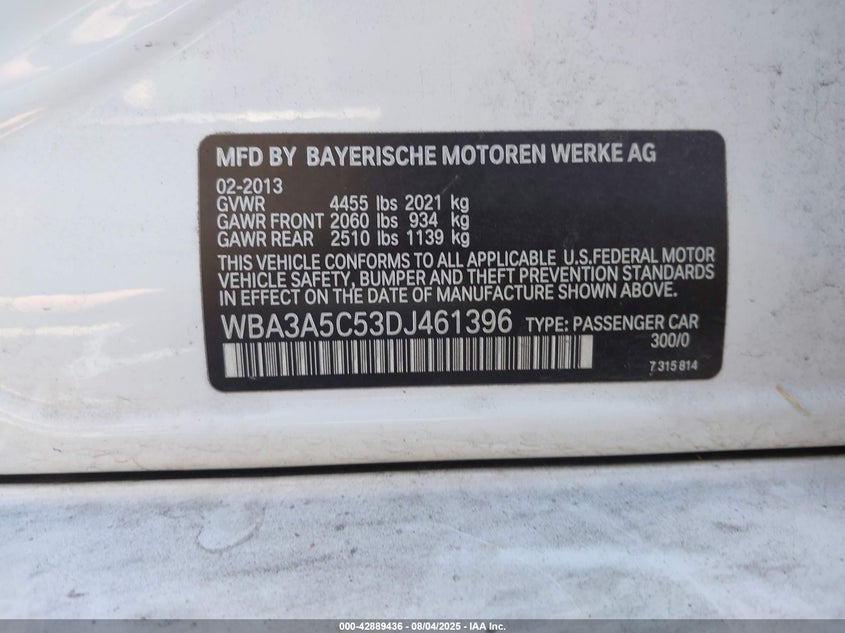 MFD BY BAYERISCHE MOTOREN WERKE AG
02-2013
GVWR 4455 lbs 2021 kg
GAWR FRONT 2060 lbs 934 kg
GAWR REAR 2510 lbs 1139 kg
THIS VEHICLE CONFORMS TO ALL APPLICABLE U.S.FEDERAL MOTOR
VEHICLE SAFETY, BUMPER AND THEFT PREVENTION STANDARDS
IN EFFECT ON THE DATE OF MANUFACTURE SHOWN ABOVE.
WBA3A5C53DJ461396 TYPE: PASSENGER CAR
300/0
7 315 814
000-42889436 - 08/04/2025 - IAAI.com